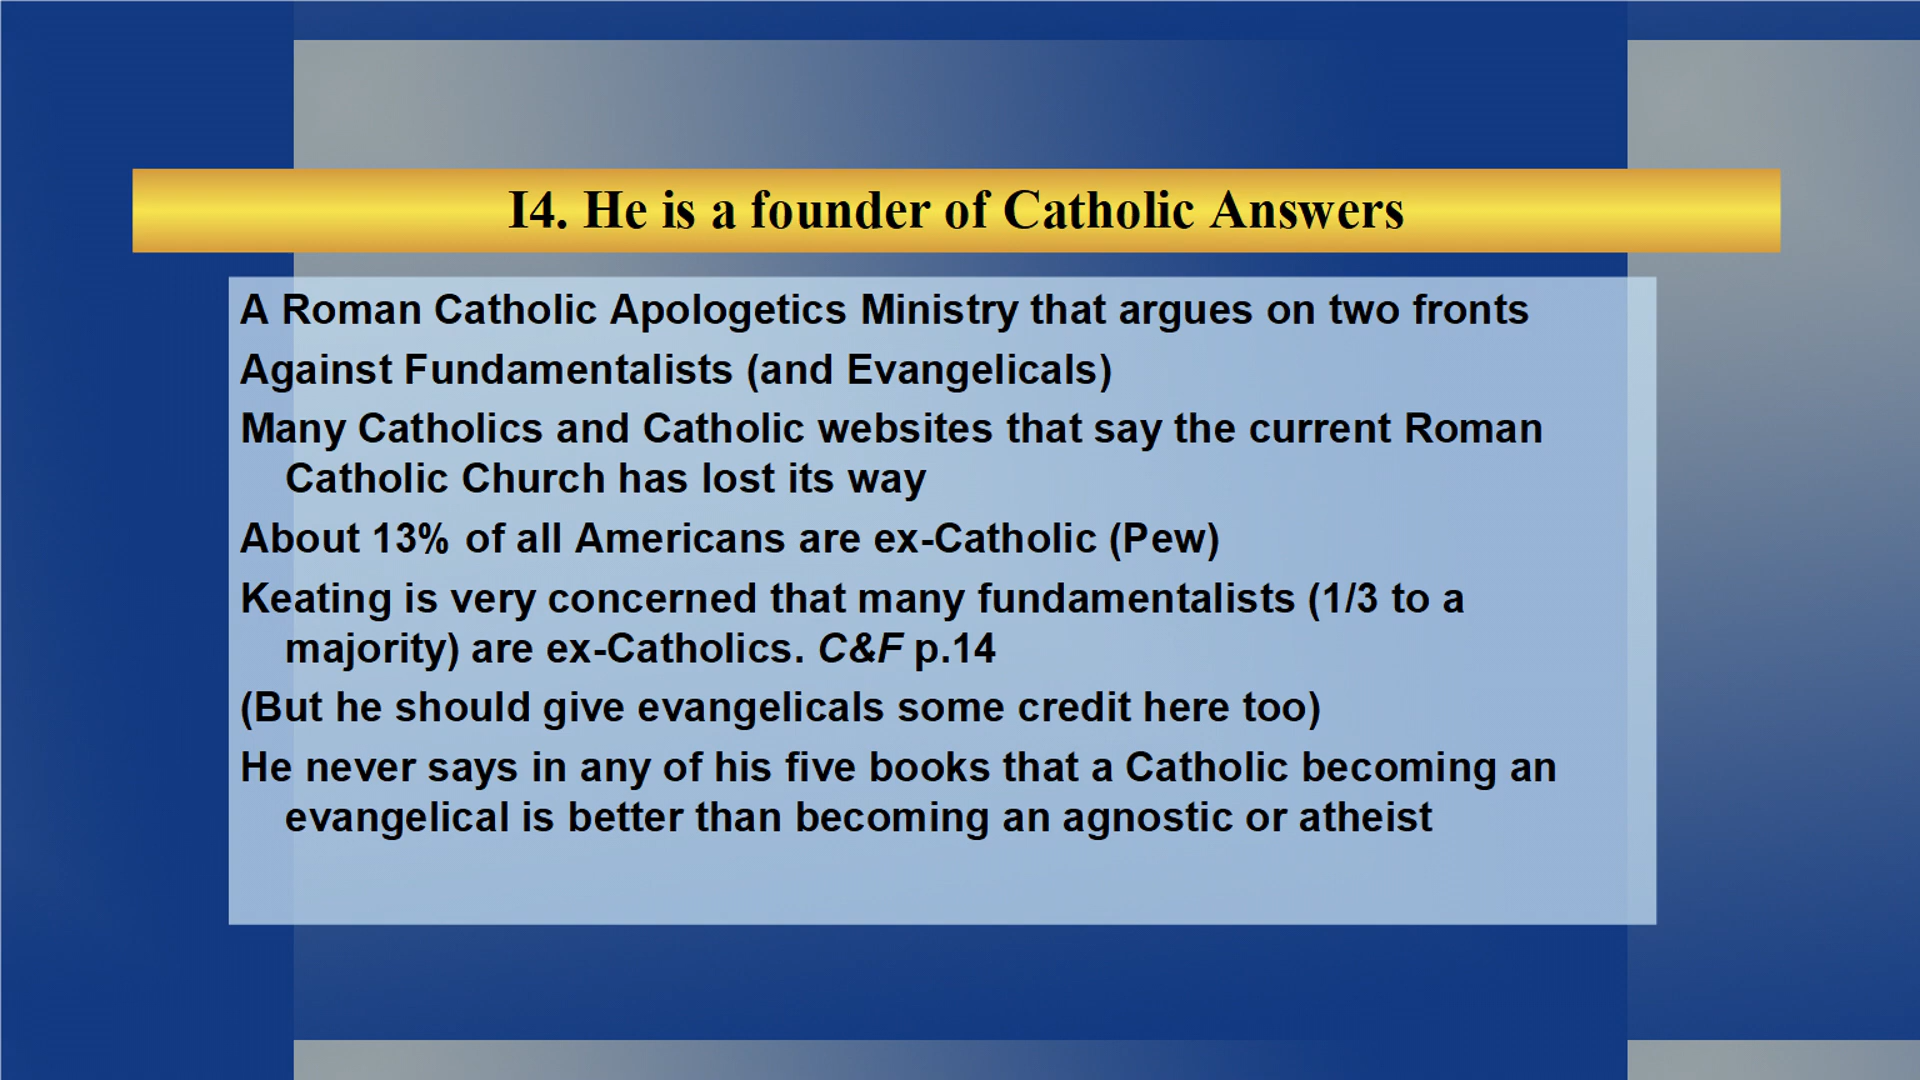 I4. He is a founder of Catholic Answers
A Roman Catholic Apologetics Ministry that argues on two fronts
Against Fundamentalists (and Evangelicals)
Many Catholics and Catholic websites that say the current Roman
Catholic Church has lost its way
About 13% of all Americans are ex-Catholic (Pew)
Keating is very concerned that many fundamentalists (1/3 to a
majority) are ex-Catholics. C&F p.14
(But he should give evangelicals some credit here too)
He never says in any of his five books that a Catholic becoming an
evangelical is better than becoming an agnostic or atheist